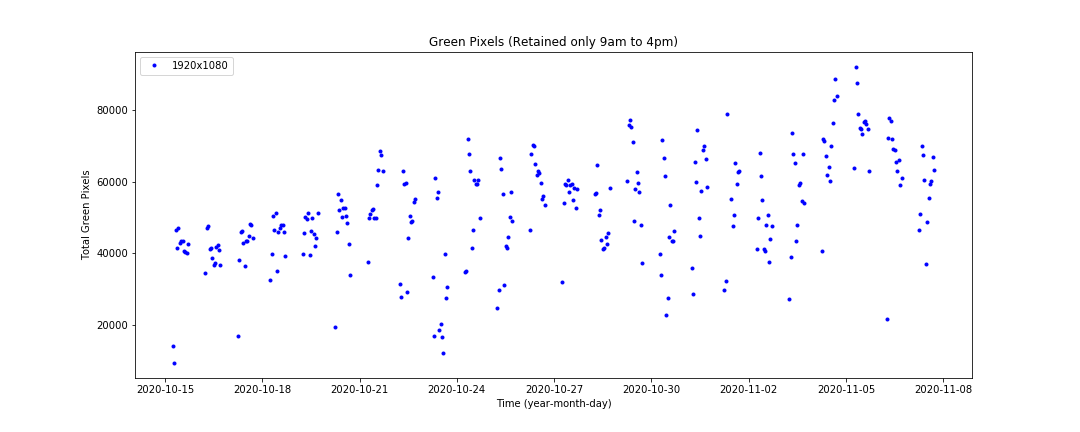 Green Pixels (Retained only 9am to 4pm)
1920x1080
80000
60000
40000
20000
Total Green Pixels
2020-10-15 2020-10-18 2020-10-21 2020-10-24 2020-10-27 2020-10-30 2020-11-02 2020-11-05 2020-11-08
Time (year-month-day)